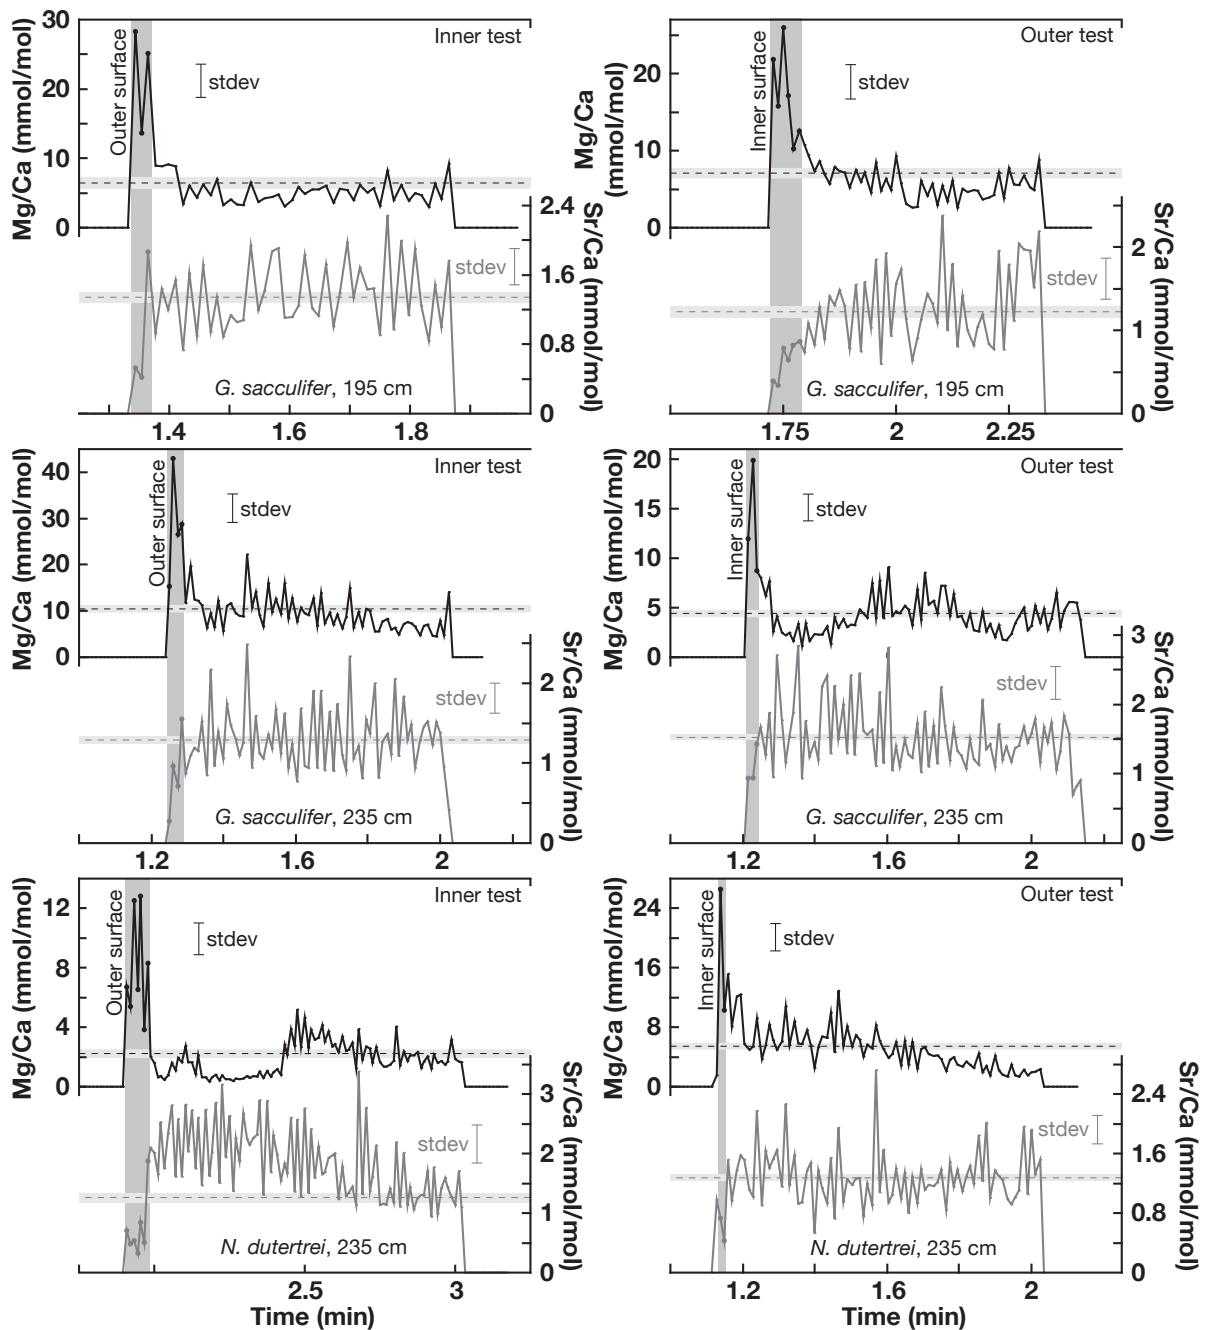 Inner test
Mg/Ca (mmol/mol)
30
20
10
0
Outer surface
stdev
2.4
1.6
0.8
0
Sr/Ca (mmol/mol)
stdev
G. sacculifer, 195 cm
1.4
1.6
1.8
Outer test
Mg/Ca
(mmol/mol)
20
10
0
Inner surface
stdev
2
1
0
Sr/Ca (mmol/mol)
stdev
G. sacculifer, 195 cm
1.75
2
2.25
Inner test
Mg/Ca (mmol/mol)
40
30
20
10
0
Outer surface
stdev
2
1
0
Sr/Ca (mmol/mol)
stdev
G. sacculifer, 235 cm
1.2
1.6
2
Outer test
Mg/Ca (mmol/mol)
20
15
10
5
0
Inner surface
stdev
3
2
1
0
Sr/Ca (mmol/mol)
stdev
G. sacculifer, 235 cm
1.2
1.6
2
Inner test
Mg/Ca (mmol/mol)
12
8
4
0
Outer surface
stdev
3
2
1
0
Sr/Ca (mmol/mol)
stdev
N. dutertrei, 235 cm
2.5
3
Time (min)
Outer test
Mg/Ca (mmol/mol)
24
16
8
0
Inner surface
stdev
2.4
1.6
0.8
0
Sr/Ca (mmol/mol)
stdev
N. dutertrei, 235 cm
1.2
1.6
2
Time (min)